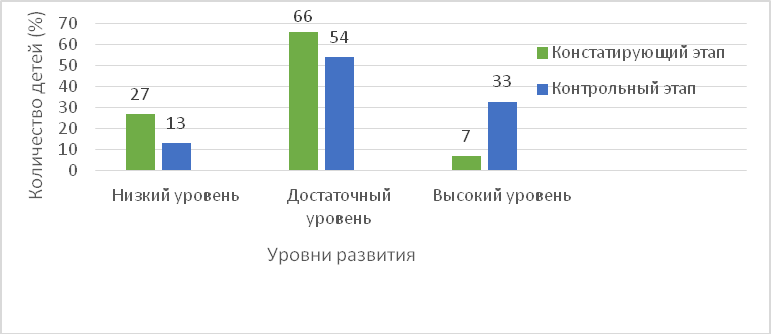 Количество детей (%)
70
60
50
40
30
20
10
0
27
13
66
54
7
33
Констатирующий этап
Контрольный этап
Низкий уровень
Достаточный
уровень
Высокий уровень
Уровни развития